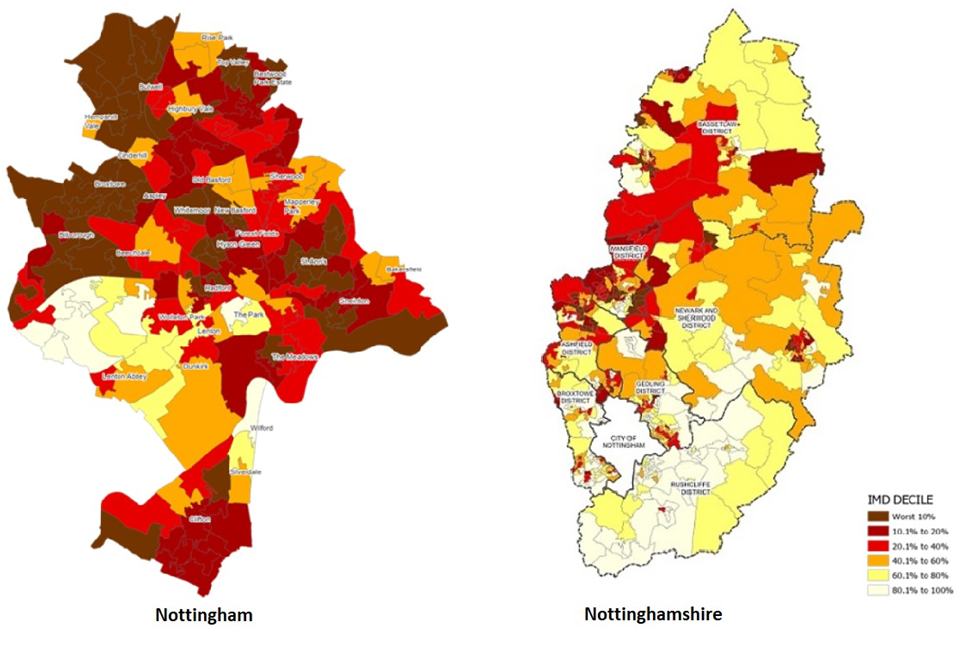 Rise Park
Top Valley
Bestwood
Park Estate
Bulwell
Highbury Vale
Hempshill
Vale
Cinderhill
Old Basford
Sherwood
Broxtowe
Aspley
Mapperley
Park
Whitemoor
New Basford
Forest Fields
Bilborough
Hyson Green
Beechdale
St Ann's
Bakersfield
Radford
Sneinton
Wollaton Park
The Park
Lenton
The Meadows
Dunkirk
Lenton Abbey
Wilford
Silverdale
Clifton
Nottingham
BASSETLAW
DISTRICT
MANSFIELD
DISTRICT
NEWARK AND
SHERWOOD
DISTRICT
ASHFIELD
DISTRICT
GEDLING
DISTRICT
BROXTOWE
DISTRICT
CITY OF
NOTTINGHAM
RUSHCLIFFE
DISTRICT
Nottinghamshire
IMD DECILE
Worst 10%
10.1% to 20%
20.1% to 40%
40.1% to 60%
60.1% to 80%
80.1% to 100%